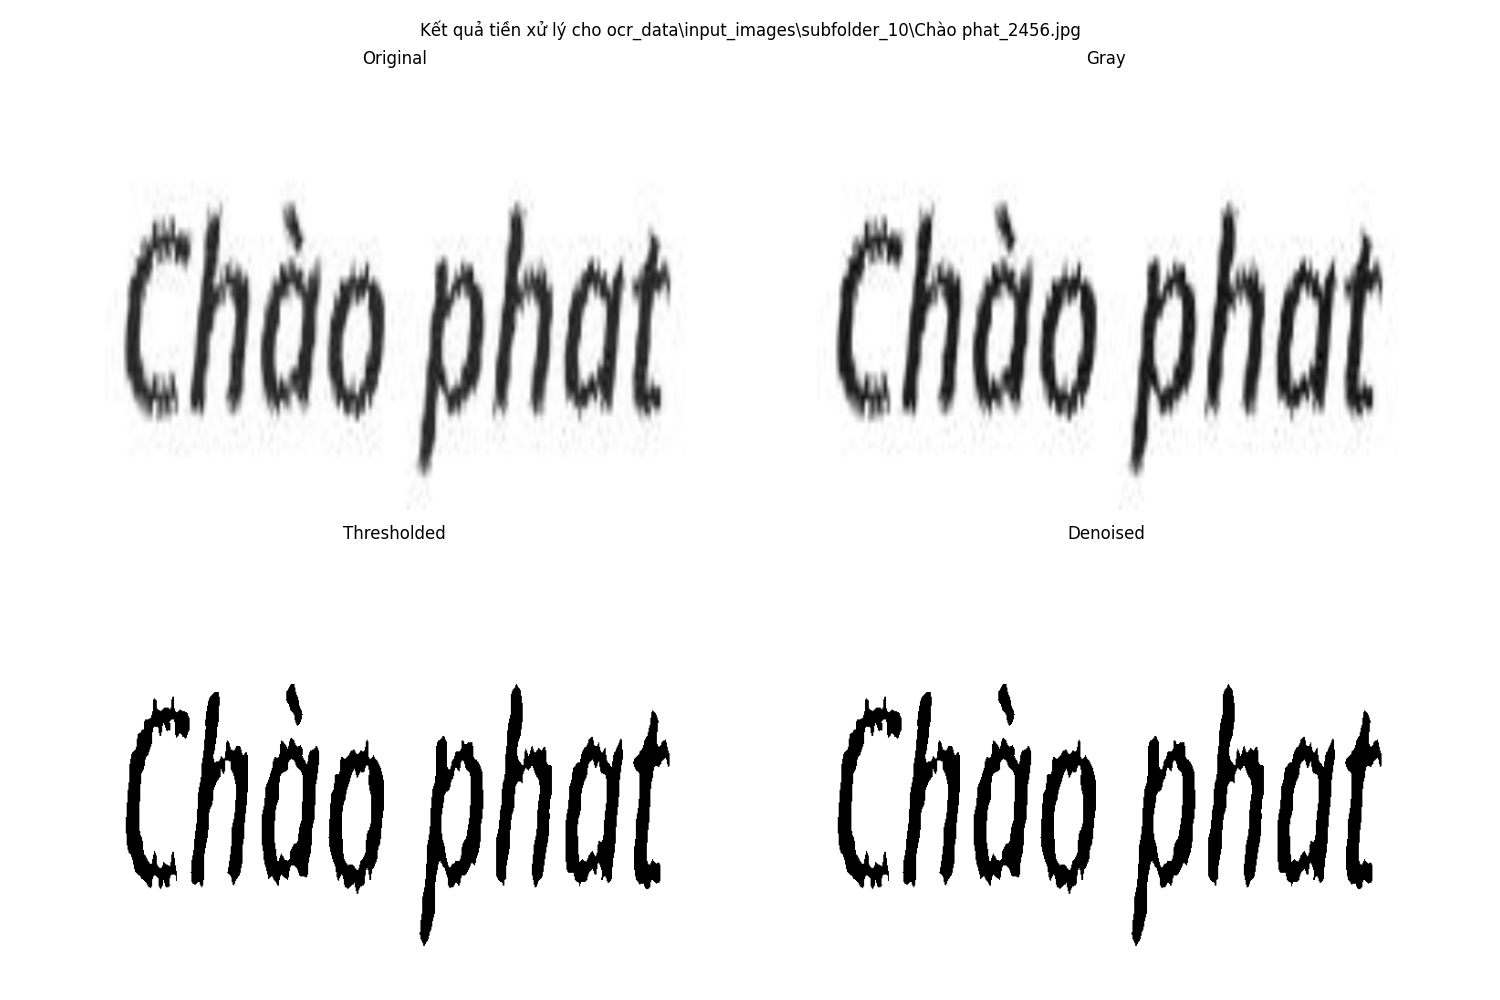 Kết quả tiền xử lý cho ocr_data\input_images\subfolder_10\Chào phat_2456.jpg
Original
Gray
Chào phat
Chào phat
Thresholded
Denoised
Chào phat
Chào phat